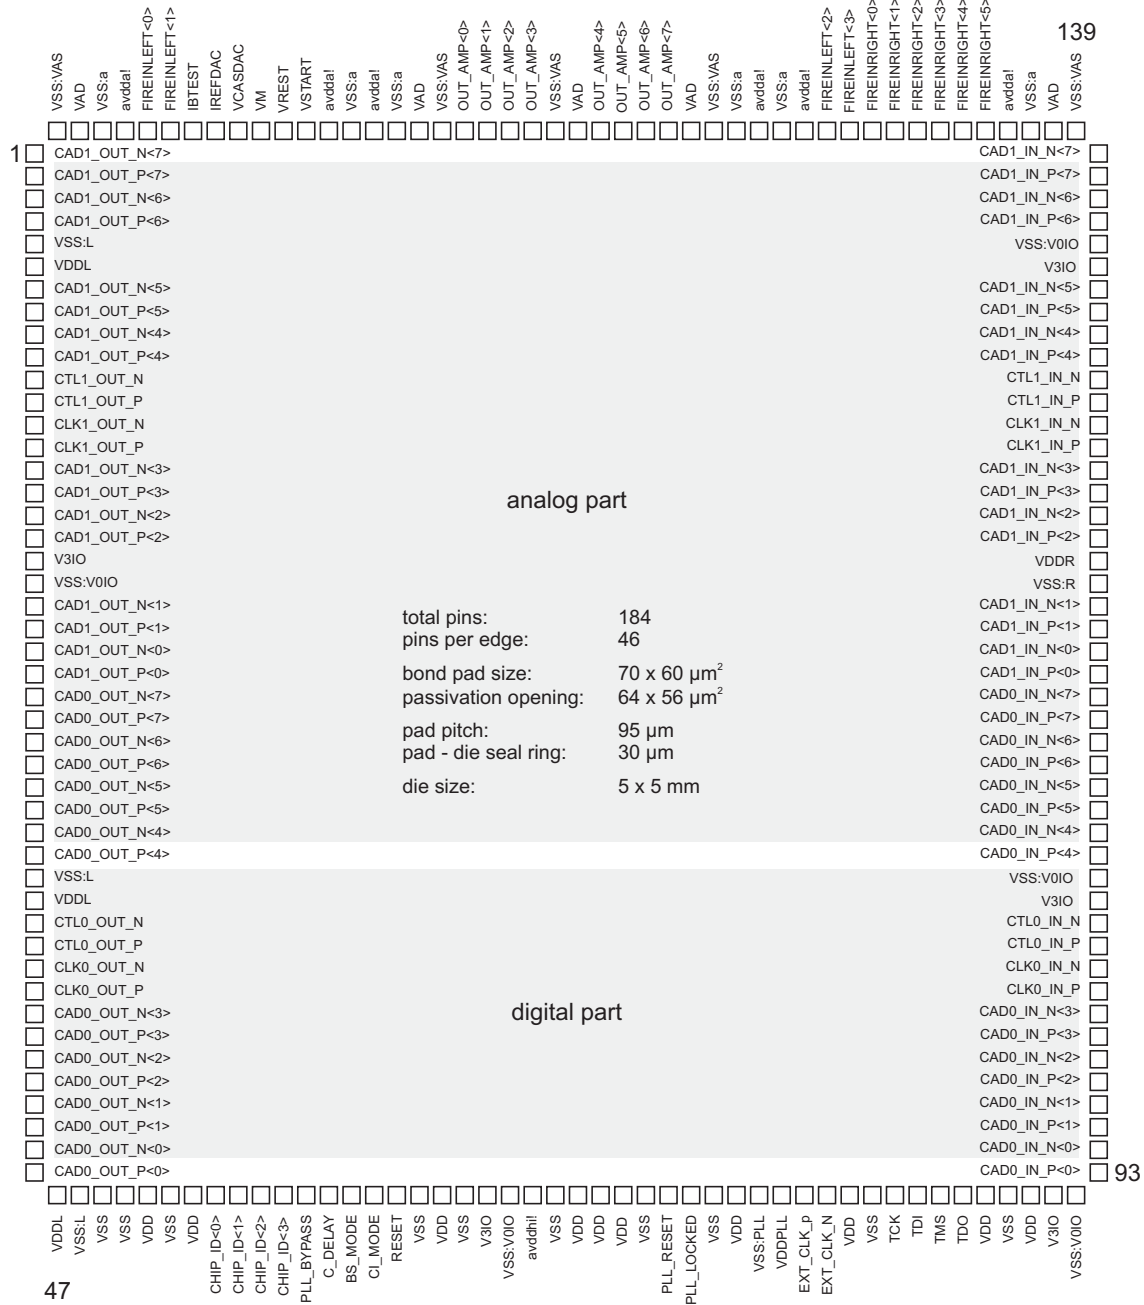 VSS:VAS
VAD
VSS:a
avdda!
FIREINLEFT<0>
FIREINLEFT<1>
IBTEST
IREFDAC
VCASDAC
VM
VREST
VSTART
avdda!
VSS:a
avdda!
VSS:a
VAD
VSS:VAS
OUT_AMP<0>
OUT_AMP<1>
OUT_AMP<2>
OUT_AMP<3>
VSS:VAS
VAD
OUT_AMP<4>
OUT_AMP<5>
OUT_AMP<6>
OUT_AMP<7>
VAD
VSS:VAS
VSS:a
avdda!
VSS:a
avdda!
FIREINLEFT<2>
FIREINLEFT<3>
FIREINRIGHT<0>
FIREINRIGHT<1>
FIREINRIGHT<2>
FIREINRIGHT<3>
FIREINRIGHT<4>
FIREINRIGHT<5>
avdda!
VSS:a
VAD
VSS:VAS
139
1
CAD1_OUT_N<7>
CAD1_OUT_P<7>
CAD1_OUT_N<6>
CAD1_OUT_P<6>
VSS:L
VDDL
CAD1_OUT_N<5>
CAD1_OUT_P<5>
CAD1_OUT_N<4>
CAD1_OUT_P<4>
CTL1_OUT_N
CTL1_OUT_P
CLK1_OUT_N
CLK1_OUT_P
CAD1_OUT_N<3>
CAD1_OUT_P<3>
CAD1_OUT_N<2>
CAD1_OUT_P<2>
V3IO
VSS:V0IO
CAD1_OUT_N<1>
CAD1_OUT_P<1>
CAD1_OUT_N<0>
CAD1_OUT_P<0>
CAD0_OUT_N<7>
CAD0_OUT_P<7>
CAD0_OUT_N<6>
CAD0_OUT_P<6>
CAD0_OUT_N<5>
CAD0_OUT_P<5>
CAD0_OUT_N<4>
CAD0_OUT_P<4>
VSS:L
VDDL
CTL0_OUT_N
CTL0_OUT_P
CLK0_OUT_N
CLK0_OUT_P
CAD0_OUT_N<3>
CAD0_OUT_P<3>
CAD0_OUT_N<2>
CAD0_OUT_P<2>
CAD0_OUT_N<1>
CAD0_OUT_P<1>
CAD0_OUT_N<0>
CAD0_OUT_P<0>
analog part
total pins: 184
pins per edge: 46
bond pad size: 70 x 60 µm²
passivation opening: 64 x 56 µm²
pad pitch: 95 µm
pad - die seal ring: 30 µm
die size: 5 x 5 mm
digital part
CAD1_IN_N<7>
CAD1_IN_P<7>
CAD1_IN_N<6>
CAD1_IN_P<6>
VSS:V0IO
V3IO
CAD1_IN_N<5>
CAD1_IN_P<5>
CAD1_IN_N<4>
CAD1_IN_P<4>
CTL1_IN_N
CTL1_IN_P
CLK1_IN_N
CLK1_IN_P
CAD1_IN_N<3>
CAD1_IN_P<3>
CAD1_IN_N<2>
CAD1_IN_P<2>
VDDR
VSS:R
CAD1_IN_N<1>
CAD1_IN_P<1>
CAD1_IN_N<0>
CAD1_IN_P<0>
CAD0_IN_N<7>
CAD0_IN_P<7>
CAD0_IN_N<6>
CAD0_IN_P<6>
CAD0_IN_N<5>
CAD0_IN_P<5>
CAD0_IN_N<4>
CAD0_IN_P<4>
VSS:V0IO
V3IO
CTL0_IN_N
CTL0_IN_P
CLK0_IN_N
CLK0_IN_P
CAD0_IN_N<3>
CAD0_IN_P<3>
CAD0_IN_N<2>
CAD0_IN_P<2>
CAD0_IN_N<1>
CAD0_IN_P<1>
CAD0_IN_N<0>
CAD0_IN_P<0>
93
VDDL
VSS:L
VSS
VSS
VDD
VSS
VDD
CHIP_ID<0>
CHIP_ID<1>
CHIP_ID<2>
CHIP_ID<3>
PLL_BYPASS
C_DELAY
BS_MODE
CI_MODE
RESET
VSS
VDD
VSS
V3IO
VSS:V0IO
avddhi!
VSS
VDD
VDD
VDD
VSS
PLL_RESET
PLL_LOCKED
VSS
VDD
VSS:PLL
VDDPLL
EXT_CLK_p
EXT_CLK_N
VDD
VSS
TCK
TDI
TMS
TDO
VDD
VSS
VDD
V3IO
VSS:V0IO
47